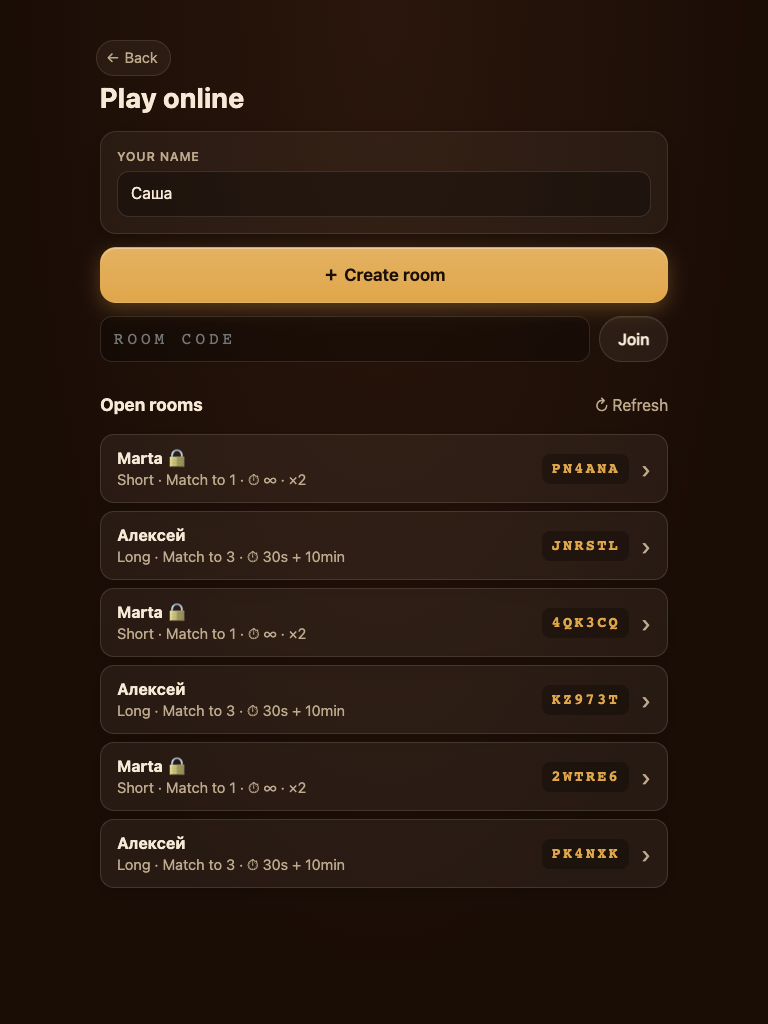 ← Back
Play online
YOUR NAME
Саша
+ Create room
ROOM CODE
Join
Open rooms
↻ Refresh
Marta 🔒
Short · Match to 1 · ⏱ ∞ · ×2
PN4ANA ›
Алексей
Long · Match to 3 · ⏱ 30s + 10min
JNRSTL ›
Marta 🔒
Short · Match to 1 · ⏱ ∞ · ×2
4QK3CQ ›
Алексей
Long · Match to 3 · ⏱ 30s + 10min
KZ973T ›
Marta 🔒
Short · Match to 1 · ⏱ ∞ · ×2
2WTRE6 ›
Алексей
Long · Match to 3 · ⏱ 30s + 10min
PK4NXK ›